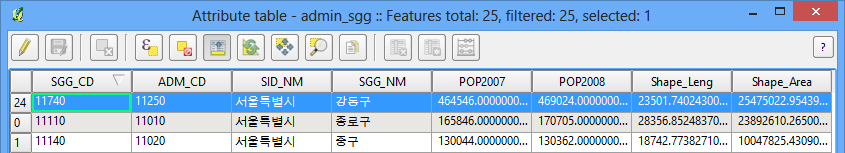 Attribute table - admin_sgg :: Features total: 25, filtered: 25, selected: 1
?
SGG_CD ADM_CD SID_NM SGG_NM POP2007 POP2008 Shape_Leng Shape_Area
24 11740 11250 서울특별시 강동구 464546.0000000... 469024.0000000... 23501.74024300... 25475022.95439...
0 11110 11010 서울특별시 종로구 165846.0000000... 170705.0000000... 28356.85248370... 23892610.26500...
1 11140 11020 서울특별시 중구 130044.0000000... 130362.0000000... 18742.77382710... 10047825.43090...